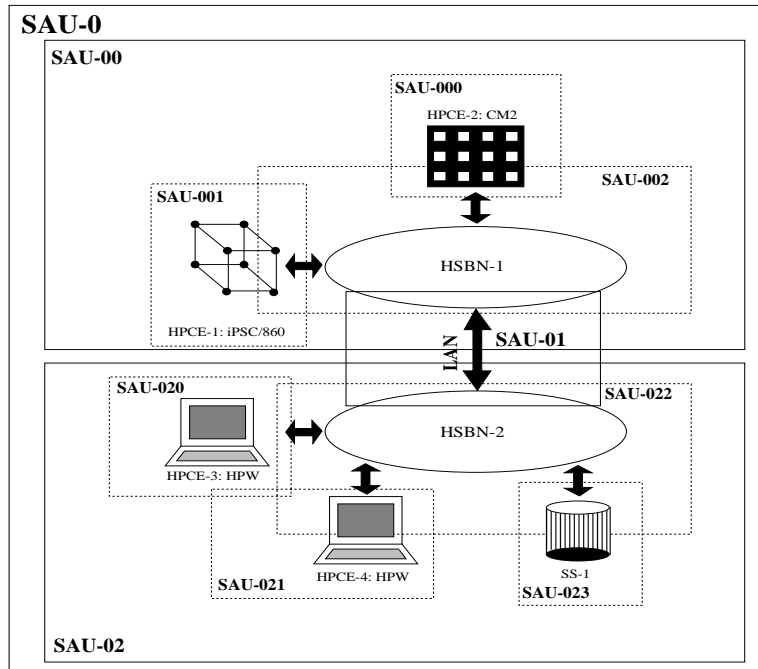 SAU-0
SAU-00
SAU-000
HPCE-2: CM2
SAU-002
SAU-001
HSBN-1
HPCE-1: iPSC/860
LAN
SAU-01
SAU-020
SAU-022
HSBN-2
HPCE-3: HPW
SAU-021
HPCE-4: HPW
SS-1
SAU-023
SAU-02